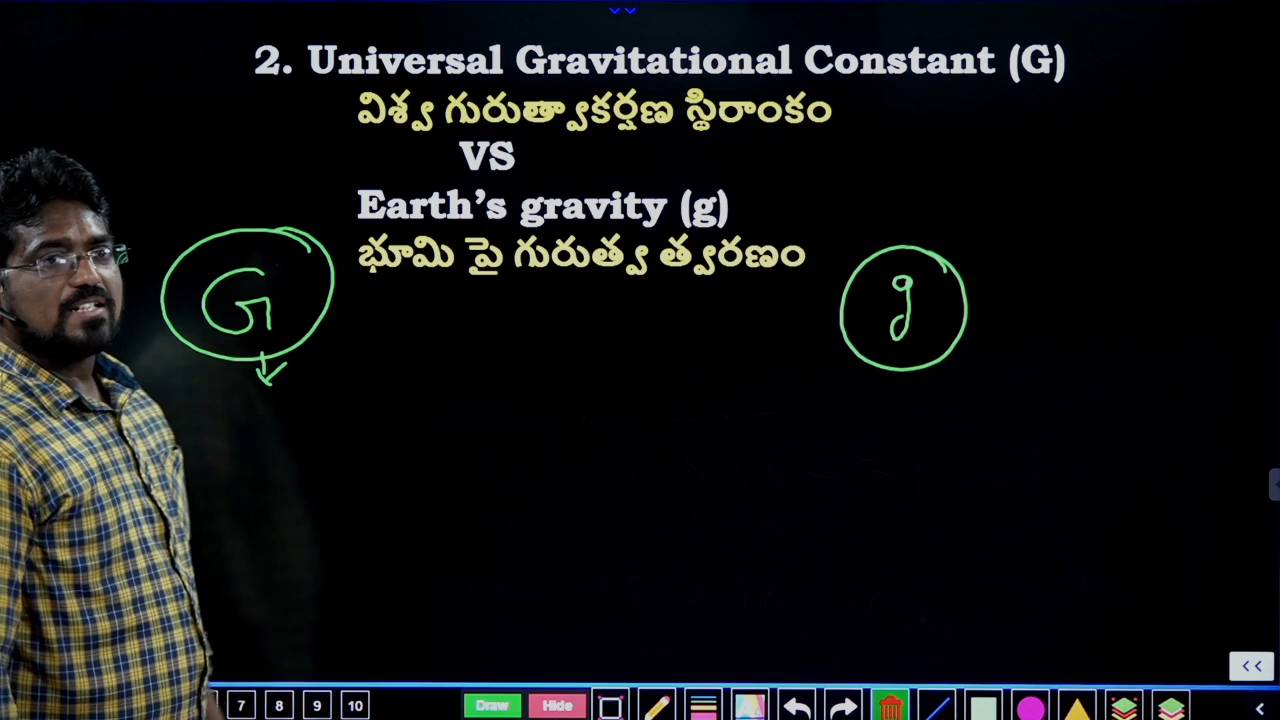 2. Universal Gravitational Constant (G)
విశ్వ గురుత్వాకర్షణ స్థిరాంకం
VS
Earth's gravity (g)
భూమి పై గురుత్వ త్వరణం
G
g
7 8 9 10 Draw Hide